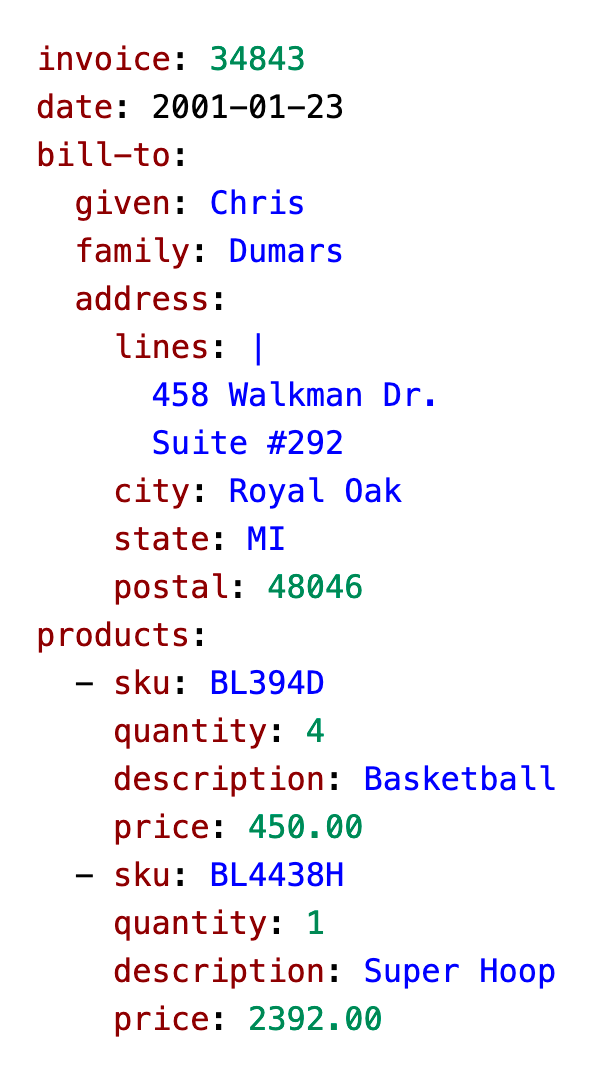 invoice: 34843
date: 2001-01-23
bill-to:
  given: Chris
  family: Dumars
  address:
    lines: |
      458 Walkman Dr.
      Suite #292
    city: Royal Oak
    state: MI
    postal: 48046
products:
  - sku: BL394D
    quantity: 4
    description: Basketball
    price: 450.00
  - sku: BL4438H
    quantity: 1
    description: Super Hoop
    price: 2392.00